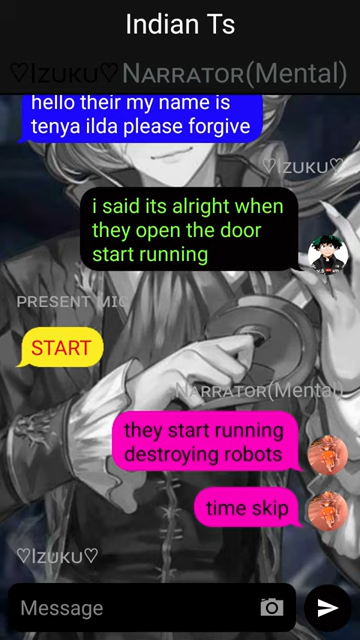 Indian Ts
♡Izuku♡ Narrator(Mental)
hello their my name is
tenya ilda please forgive
♡Izuku♡
i said its alright when
they open the door
start running
PRESENT MIC
START
Narrator(Mental)
they start running
destroying robots
time skip
♡Izuku♡
Message